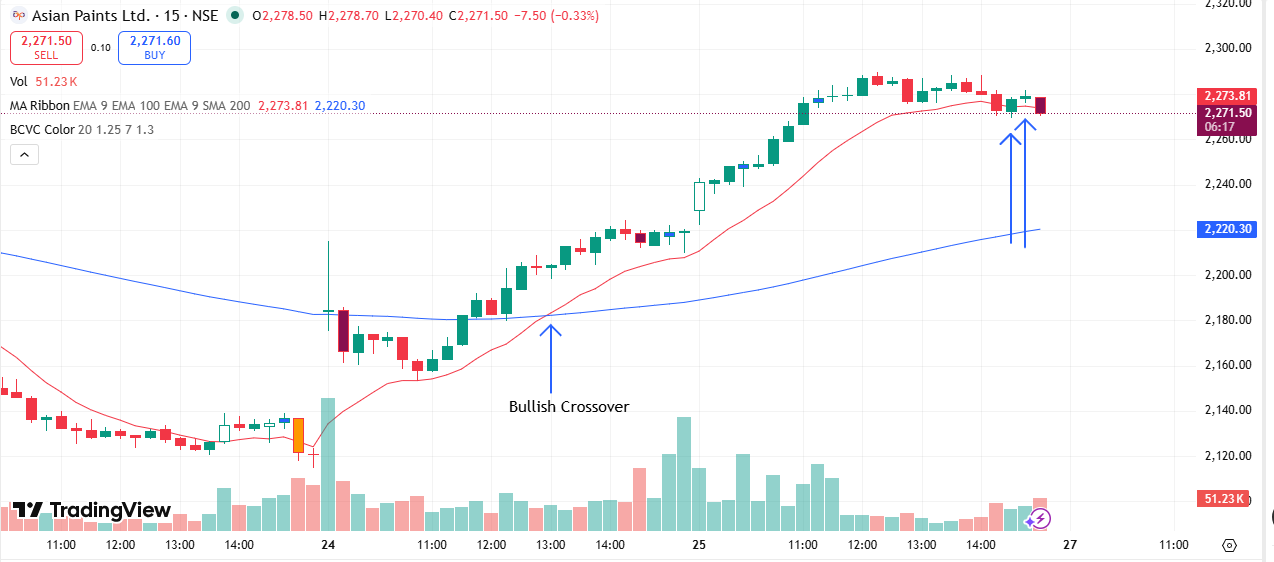 Asian Paints Ltd. · 15 · NSE O2,278.50 H2,278.70 L2,270.40 C2,271.50 −7.50 (−0.33%)
2,271.50 SELL 0.10 2,271.60 BUY
Vol 51.23 K
MA Ribbon EMA 9 EMA 100 EMA 9 SMA 200 2,273.81 2,220.30
BCVC Color 20 1.25 7 1.3
2,320.00
2,300.00
2,273.81
2,271.50
06:17
2,260.00
2,240.00
2,220.30
2,200.00
2,180.00
2,160.00
2,140.00
2,120.00
Bullish Crossover
51.23 K
TradingView
11:00 12:00 13:00 14:00 24 11:00 12:00 13:00 14:00 25 11:00 12:00 13:00 14:00 27 11:00